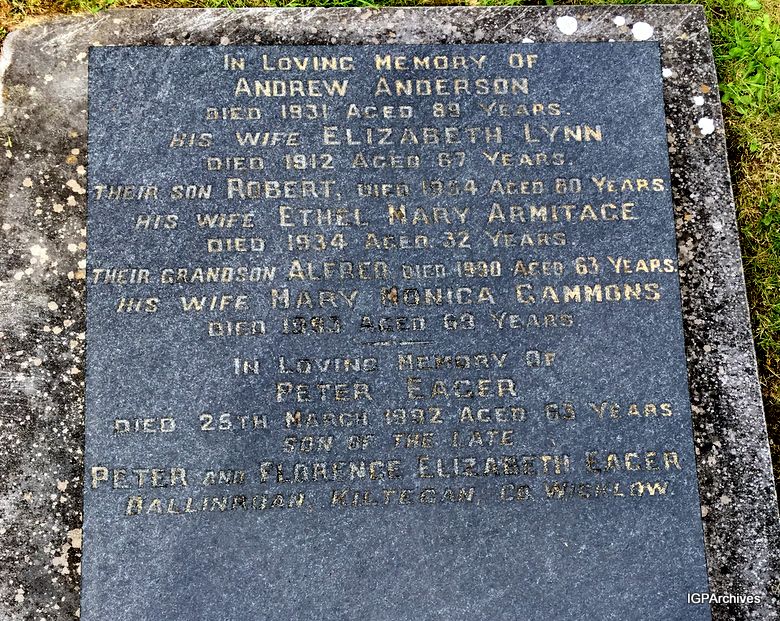 In Loving Memory Of
Andrew Anderson
Died 1931 Aged 89 Years.
His Wife Elizabeth Lynn
Died 1912 Aged 67 Years.
Their Son Robert, Died 1954 Aged 80 Years
His Wife Ethel Mary Armitage
Died 1934 Aged 32 Years.
Their Grandson Alfred Died 1990 Aged 63 Years.
His Wife Mary Monica Gammons
Died 1993 Aged 69 Years.
In Loving Memory Of
Peter Eager
Died 25th March 1992 Aged 63 Years
Son Of The Late
Peter And Florence Elizabeth Eager
Ballinroan, Kiltegan, Co. Wicklow.
IGPArchives